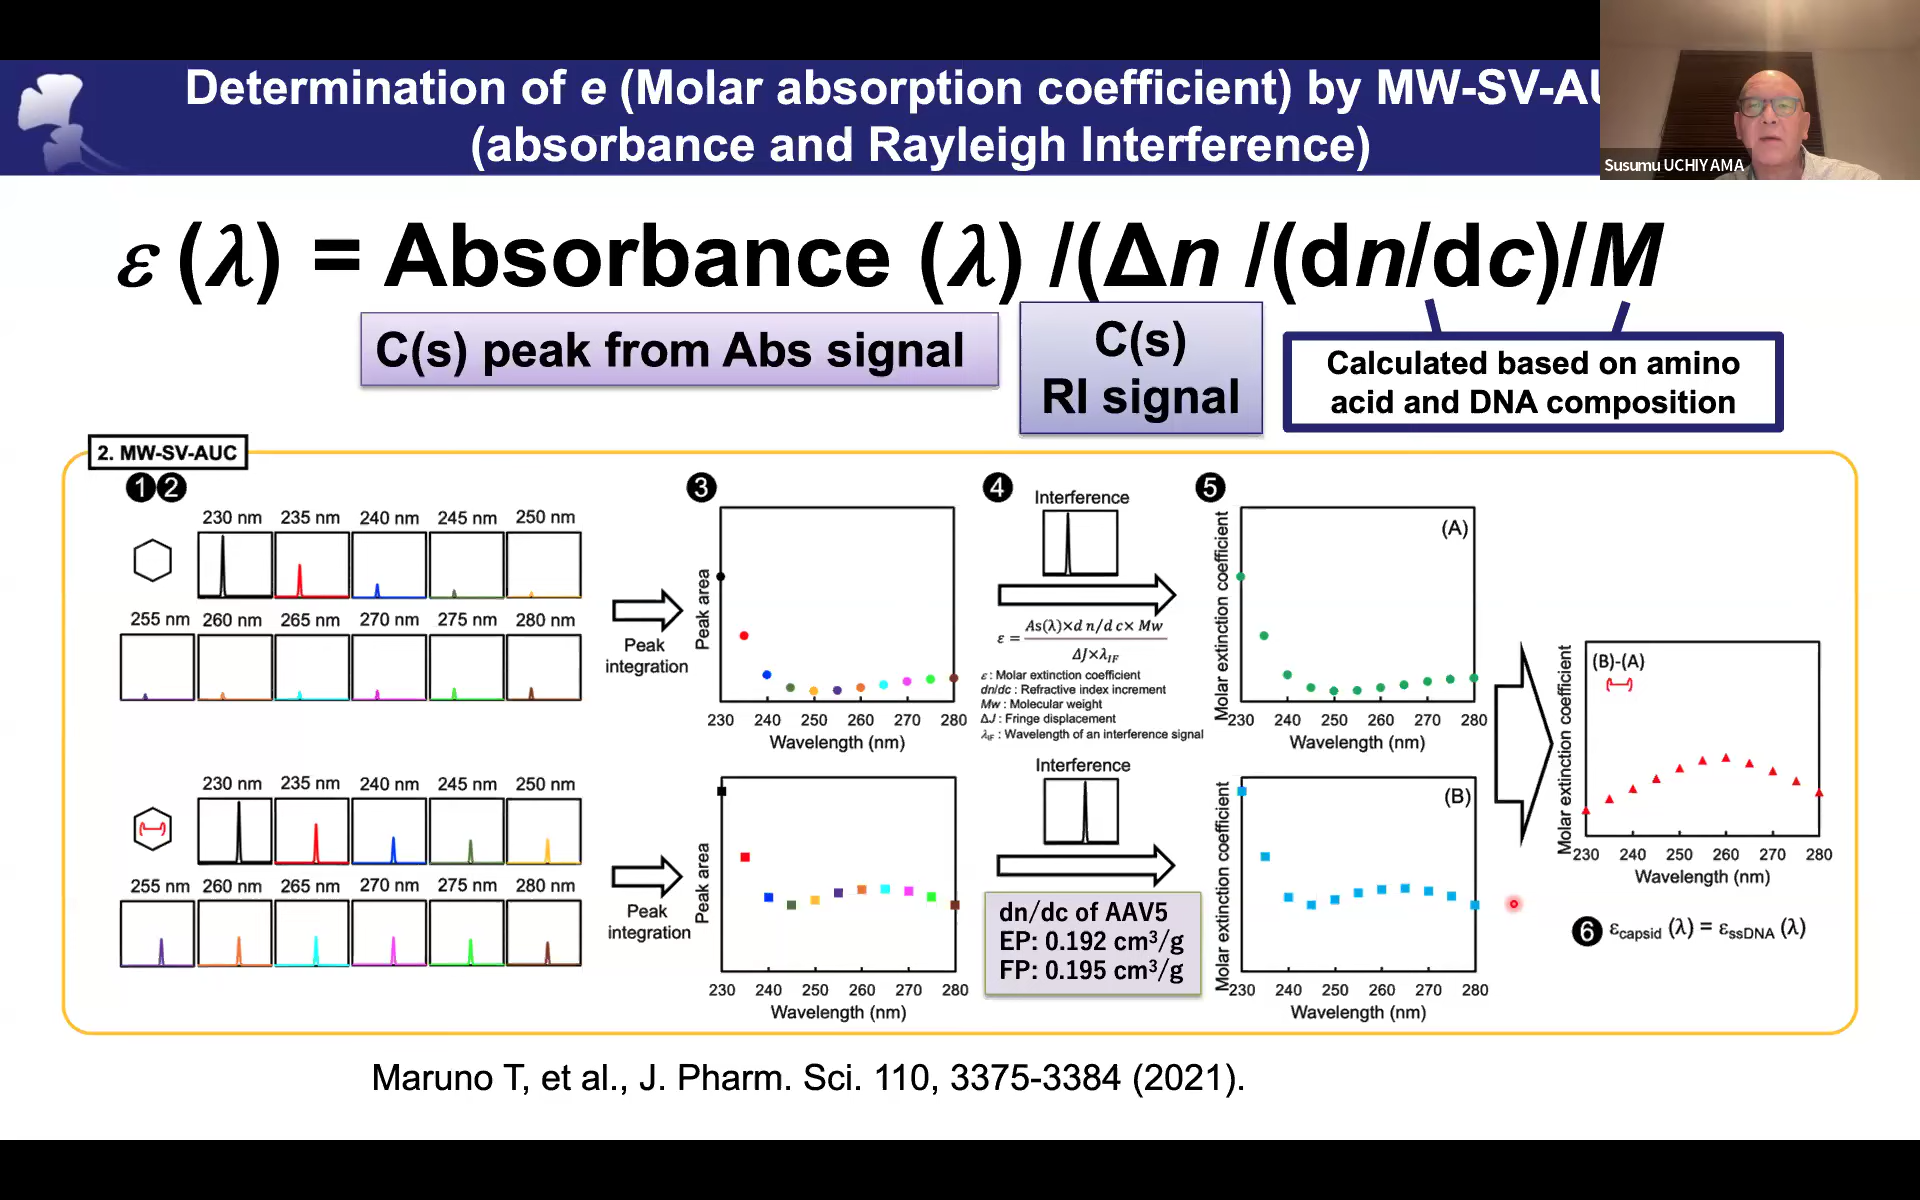 Determination of e (Molar absorption coefficient) by MW-SV-AU
(absorbance and Rayleigh Interference)
Susumu UCHIYAMA
ε (λ) = Absorbance (λ) /(Δn /(dn/dc)/M
C(s) peak from Abs signal
C(s)
RI signal
Calculated based on amino
acid and DNA composition
2. MW-SV-AUC
❶❷
230 nm 235 nm 240 nm 245 nm 250 nm
255 nm 260 nm 265 nm 270 nm 275 nm 280 nm
Peak
integration
❸
Peak area
230 240 250 260 270 280
Wavelength (nm)
❹
Interference
ε = As(λ)×d n/d c× Mw
ΔJ×λIF
ε : Molar extinction coefficient
dn/dc : Refractive index increment
Mw : Molecular weight
ΔJ : Fringe displacement
λIF : Wavelength of an interference signal
❺
Molar extinction coefficient
(A)
230 240 250 260 270 280
Wavelength (nm)
230 nm 235 nm 240 nm 245 nm 250 nm
255 nm 260 nm 265 nm 270 nm 275 nm 280 nm
Peak
integration
Peak area
230 240 250 260 270 280
Wavelength (nm)
Interference
dn/dc of AAV5
EP: 0.192 cm³/g
FP: 0.195 cm³/g
Molar extinction coefficient
(B)
230 240 250 260 270 280
Wavelength (nm)
Molar extinction coefficient
(B)-(A)
230 240 250 260 270 280
Wavelength (nm)
❻ εcapsid (λ) = εssDNA (λ)
Maruno T, et al., J. Pharm. Sci. 110, 3375-3384 (2021).